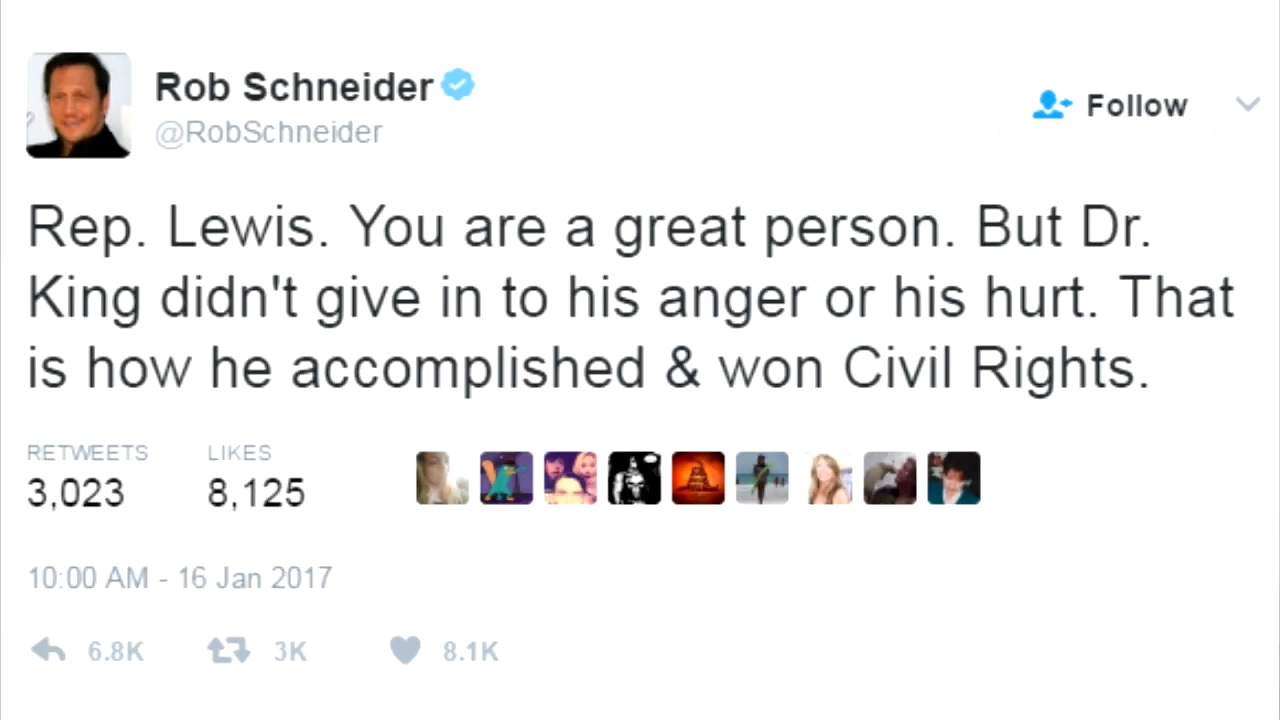 Rob Schneider
@RobSchneider
Follow
Rep. Lewis. You are a great person. But Dr.
King didn't give in to his anger or his hurt. That
is how he accomplished & won Civil Rights.
RETWEETS LIKES
3,023 8,125
10:00 AM - 16 Jan 2017
6.8K 3K 8.1K